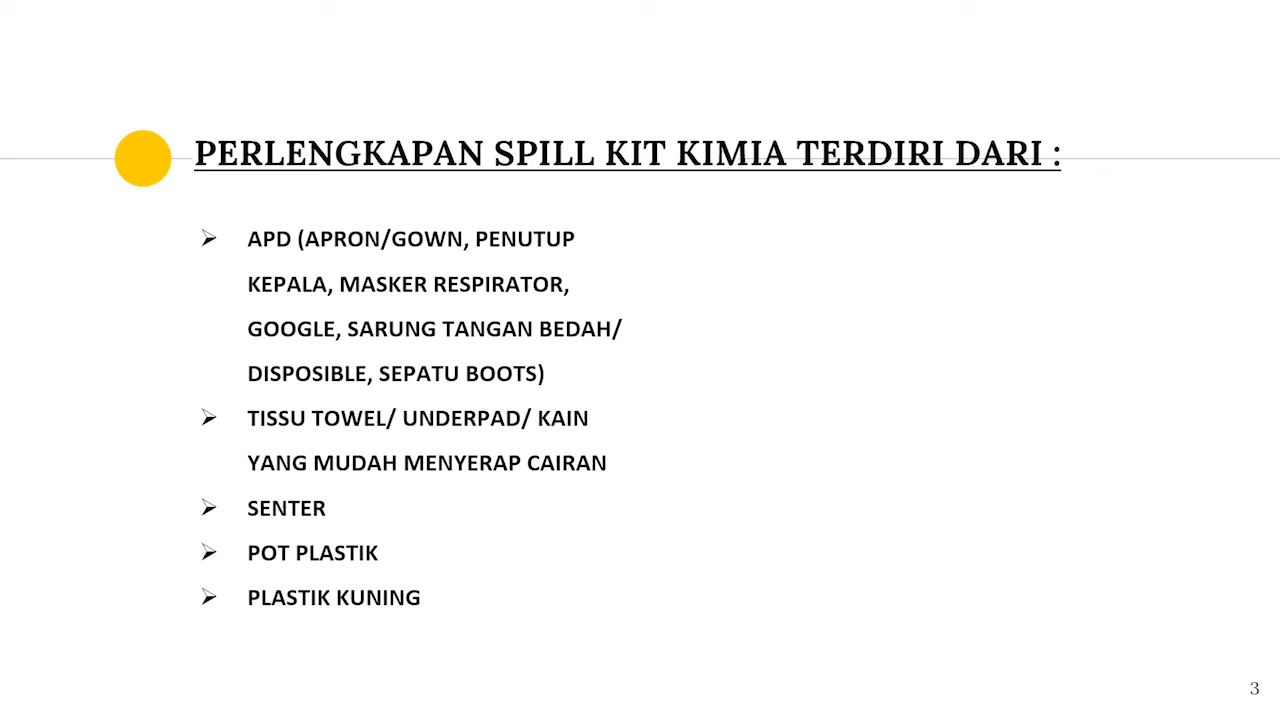 PERLENGKAPAN SPILL KIT KIMIA TERDIRI DARI :
➢ APD (APRON/GOWN, PENUTUP
KEPALA, MASKER RESPIRATOR,
GOOGLE, SARUNG TANGAN BEDAH/
DISPOSIBLE, SEPATU BOOTS)
➢ TISSU TOWEL/ UNDERPAD/ KAIN
YANG MUDAH MENYERAP CAIRAN
➢ SENTER
➢ POT PLASTIK
➢ PLASTIK KUNING
3